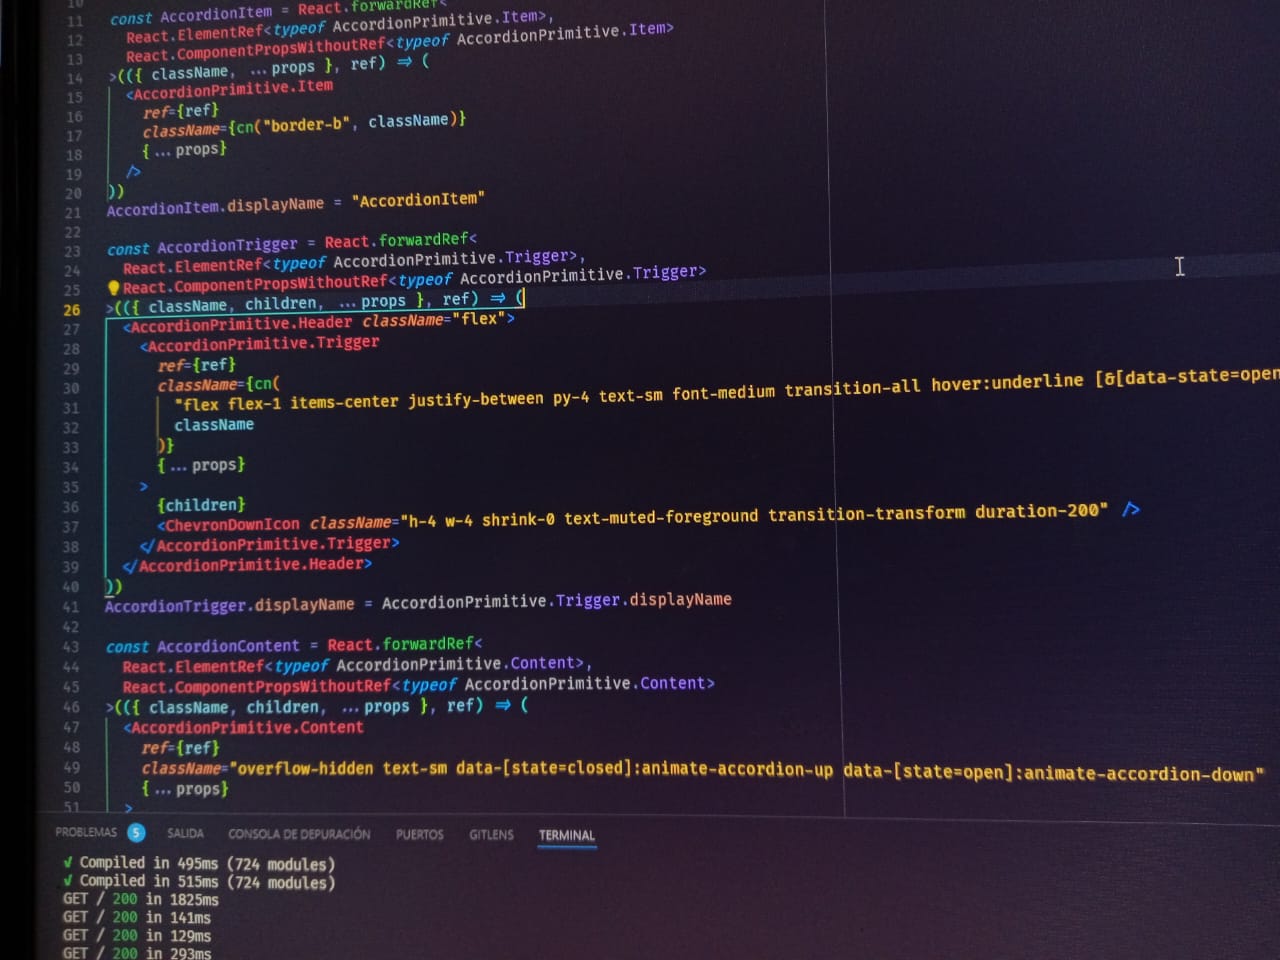 10
11 const AccordionItem = React.forwardRef<
12 React.ElementRef<typeof AccordionPrimitive.Item>,
13 React.ComponentPropsWithoutRef<typeof AccordionPrimitive.Item>
14 >(({ className, ...props }, ref) => (
15 <AccordionPrimitive.Item
16 ref={ref}
17 className={cn("border-b", className)}
18 {...props}
19 />
20 ))
21 AccordionItem.displayName = "AccordionItem"
22
23 const AccordionTrigger = React.forwardRef<
24 React.ElementRef<typeof AccordionPrimitive.Trigger>,
25 React.ComponentPropsWithoutRef<typeof AccordionPrimitive.Trigger>
26 >(({ className, children, ...props }, ref) => (
27 <AccordionPrimitive.Header className="flex">
28 <AccordionPrimitive.Trigger
29 ref={ref}
30 className={cn(
31 "flex flex-1 items-center justify-between py-4 text-sm font-medium transition-all hover:underline [&[data-state=open
32 className
33 )}
34 {...props}
35 >
36 {children}
37 <ChevronDownIcon className="h-4 w-4 shrink-0 text-muted-foreground transition-transform duration-200" />
38 </AccordionPrimitive.Trigger>
39 </AccordionPrimitive.Header>
40 ))
41 AccordionTrigger.displayName = AccordionPrimitive.Trigger.displayName
42
43 const AccordionContent = React.forwardRef<
44 React.ElementRef<typeof AccordionPrimitive.Content>,
45 React.ComponentPropsWithoutRef<typeof AccordionPrimitive.Content>
46 >(({ className, children, ...props }, ref) => (
47 <AccordionPrimitive.Content
48 ref={ref}
49 className="overflow-hidden text-sm data-[state=closed]:animate-accordion-up data-[state=open]:animate-accordion-down"
50 {...props}
51 >
PROBLEMAS 5 SALIDA CONSOLA DE DEPURACIÓN PUERTOS GITLENS TERMINAL
√ Compiled in 495ms (724 modules)
√ Compiled in 515ms (724 modules)
GET / 200 in 1825ms
GET / 200 in 141ms
GET / 200 in 129ms
GET / 200 in 293ms